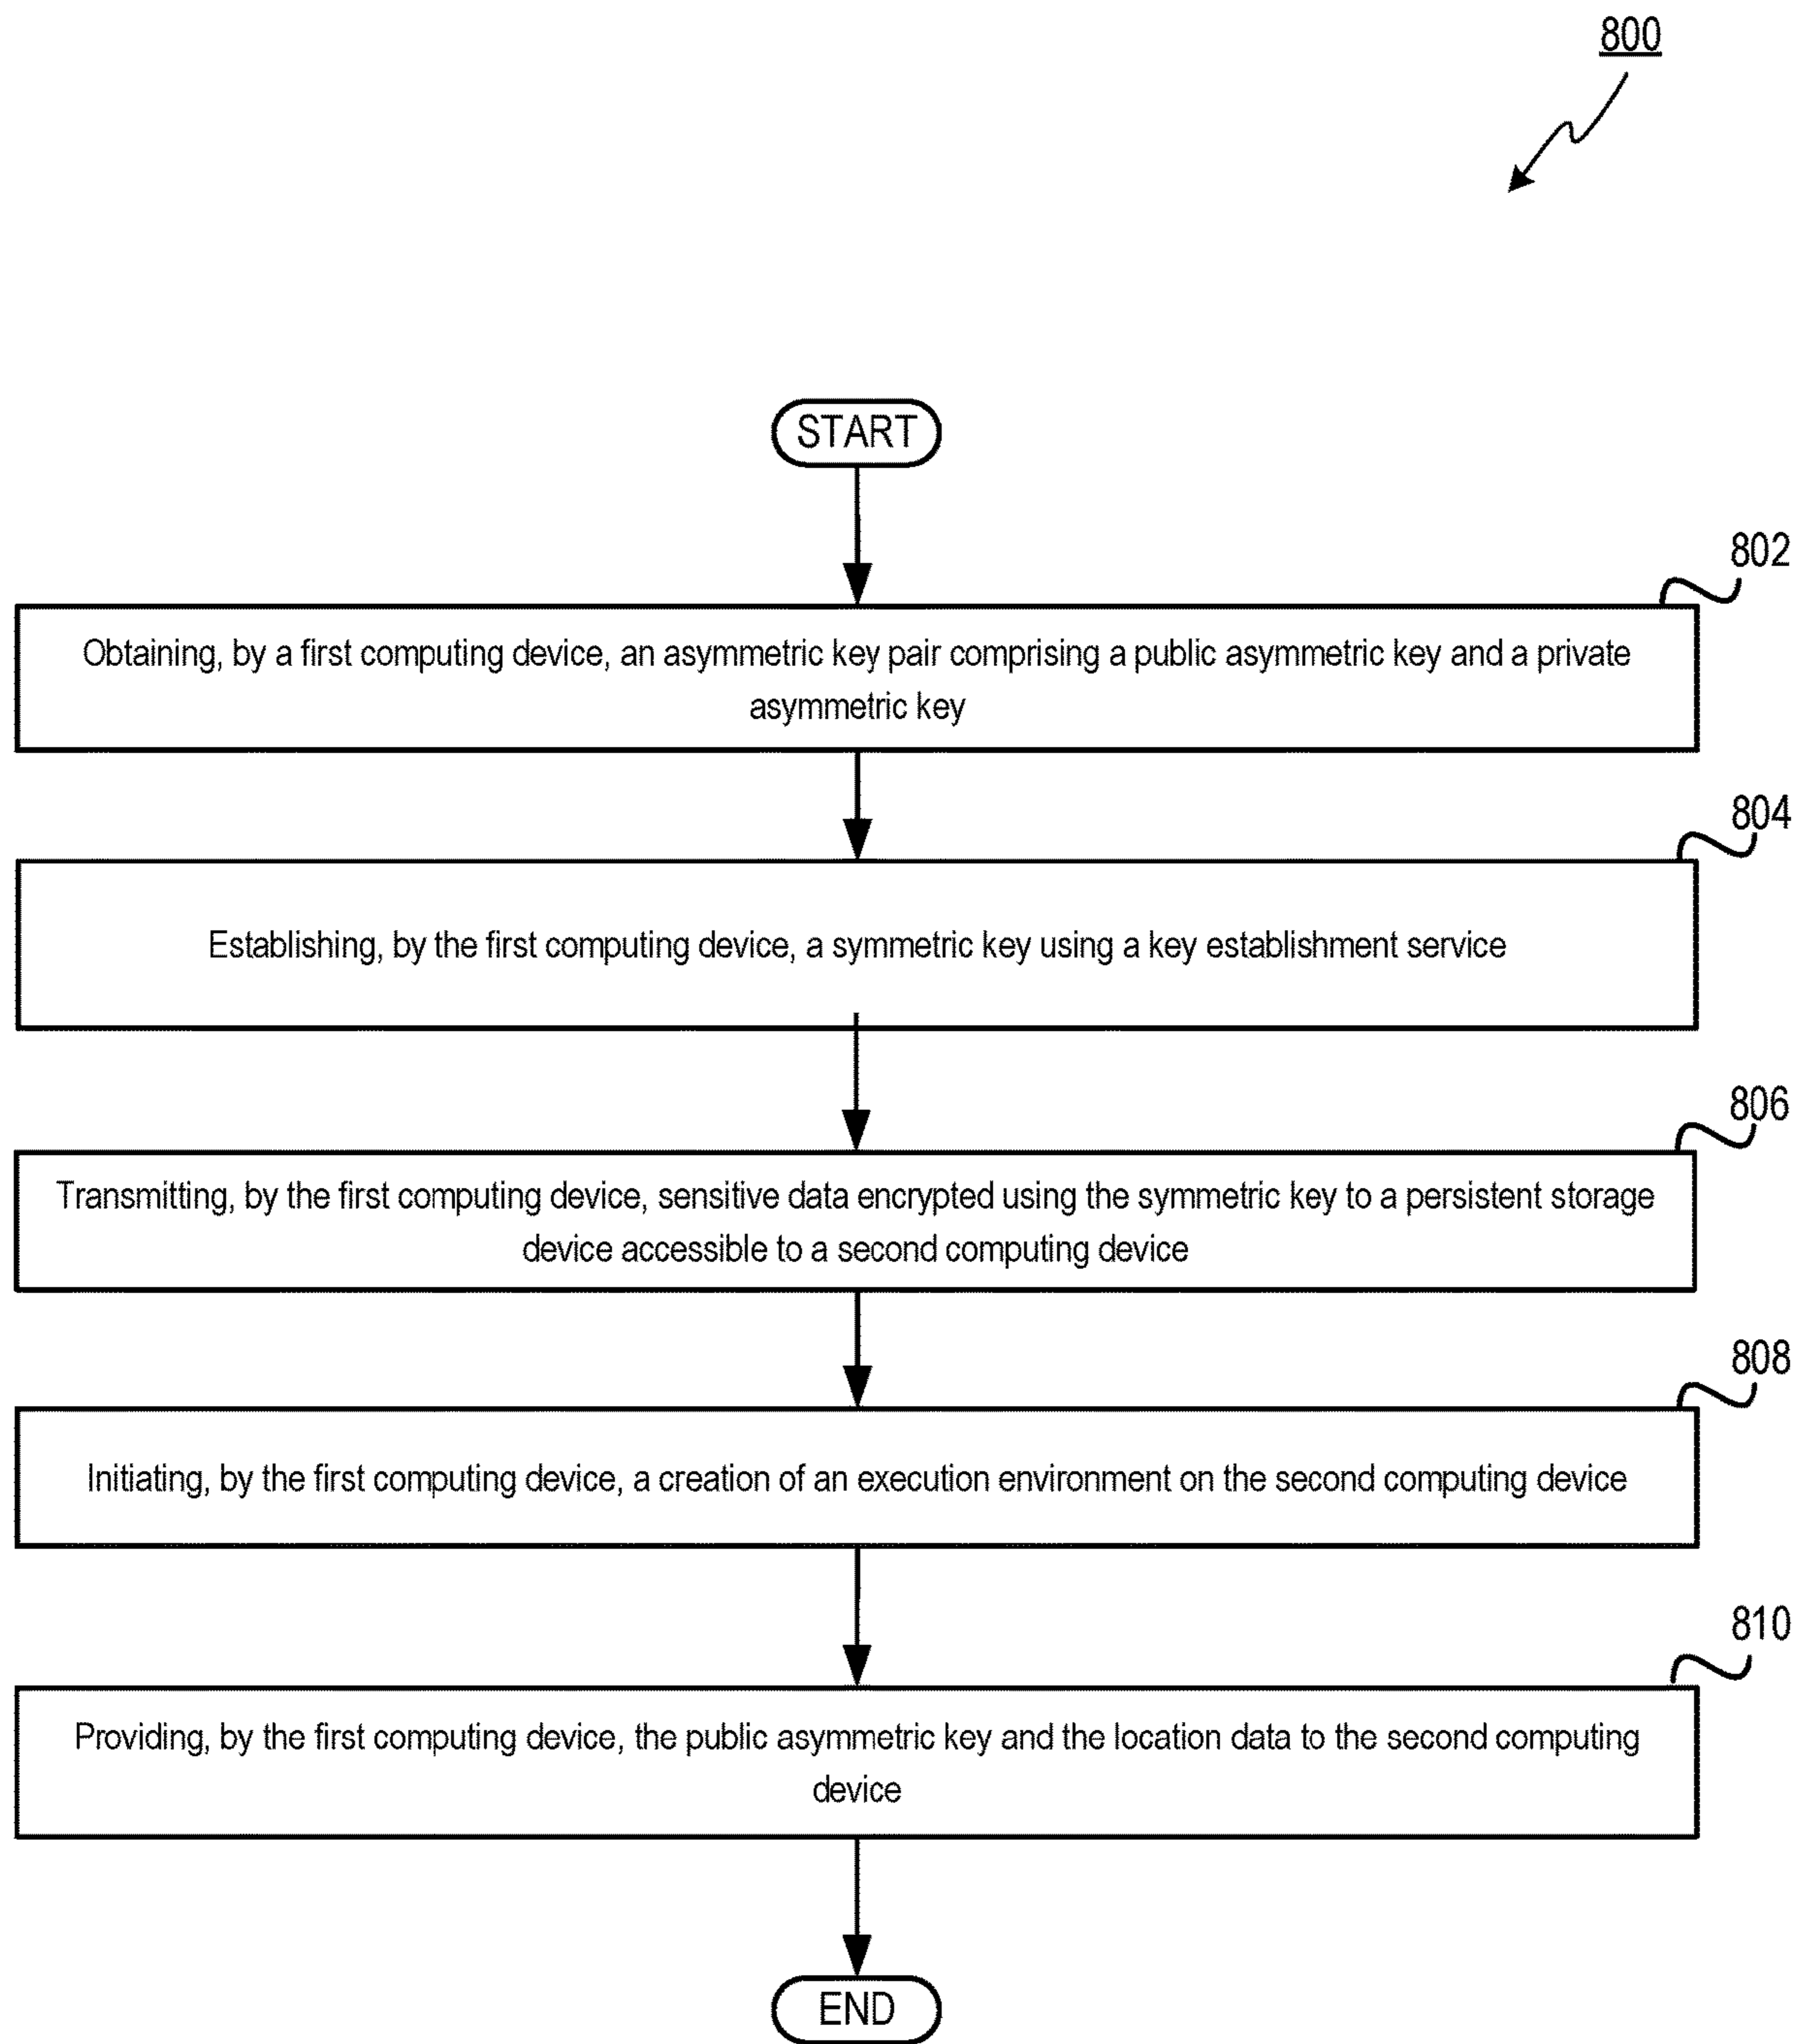 800
START
802
Obtaining, by a first computing device, an asymmetric key pair comprising a public asymmetric key and a private
asymmetric key
804
Establishing, by the first computing device, a symmetric key using a key establishment service
806
Transmitting, by the first computing device, sensitive data encrypted using the symmetric key to a persistent storage
device accessible to a second computing device
808
Initiating, by the first computing device, a creation of an execution environment on the second computing device
810
Providing, by the first computing device, the public asymmetric key and the location data to the second computing
device
END